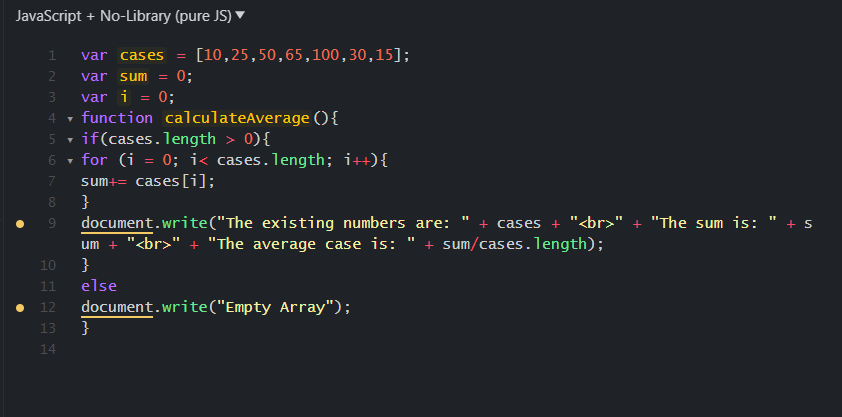 JavaScript + No-Library (pure JS) ▼
1 var cases = [10,25,50,65,100,30,15];
2 var sum = 0;
3 var i = 0;
4 function calculateAverage(){
5 if(cases.length > 0){
6 for (i = 0; i< cases.length; i++){
7 sum+= cases[i];
8 }
9 document.write("The existing numbers are: " + cases + "<br>" + "The sum is: " + s
um + "<br>" + "The average case is: " + sum/cases.length);
10 }
11 else
12 document.write("Empty Array");
13 }
14